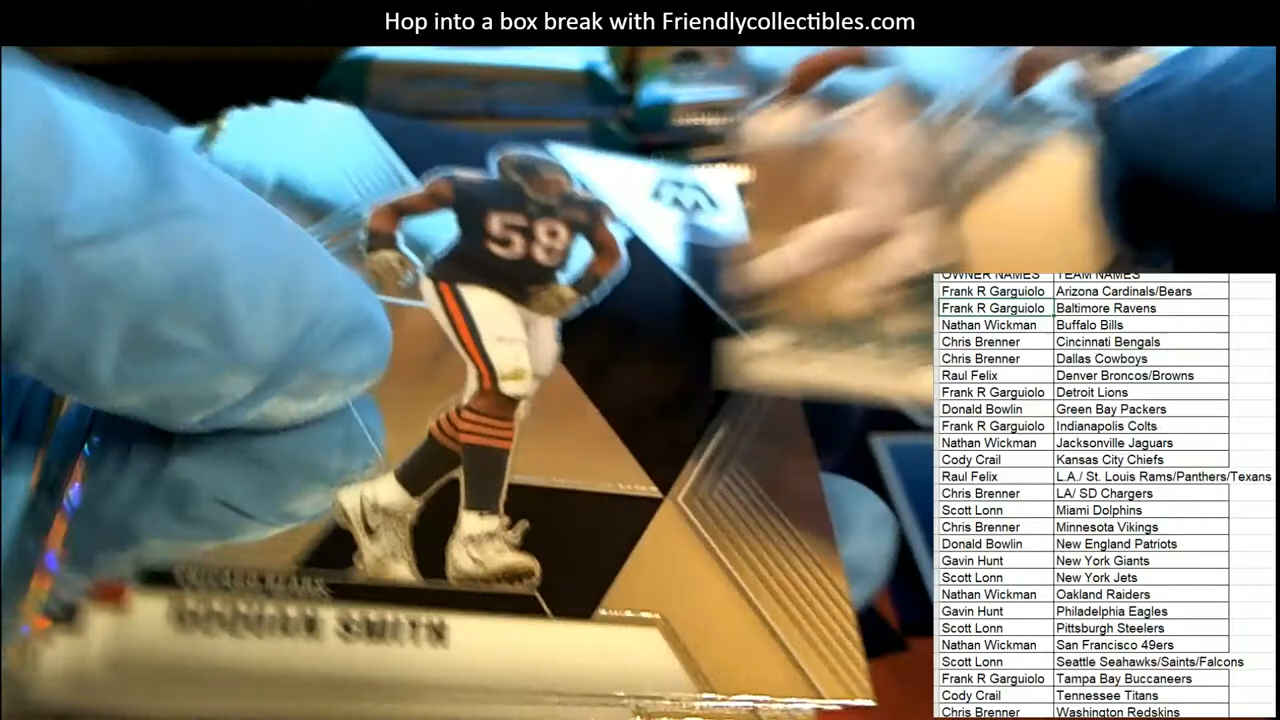 Hop into a box break with Friendlycollectibles.com
58
M
SMITH
OWNER NAMES TEAM NAMES
Frank R Garguiolo Arizona Cardinals/Bears
Frank R Garguiolo Baltimore Ravens
Nathan Wickman Buffalo Bills
Chris Brenner Cincinnati Bengals
Chris Brenner Dallas Cowboys
Raul Felix Denver Broncos/Browns
Frank R Garguiolo Detroit Lions
Donald Bowlin Green Bay Packers
Frank R Garguiolo Indianapolis Colts
Nathan Wickman Jacksonville Jaguars
Cody Crail Kansas City Chiefs
Raul Felix L.A./ St. Louis Rams/Panthers/Texans
Chris Brenner LA/ SD Chargers
Scott Lonn Miami Dolphins
Chris Brenner Minnesota Vikings
Donald Bowlin New England Patriots
Gavin Hunt New York Giants
Scott Lonn New York Jets
Nathan Wickman Oakland Raiders
Gavin Hunt Philadelphia Eagles
Scott Lonn Pittsburgh Steelers
Nathan Wickman San Francisco 49ers
Scott Lonn Seattle Seahawks/Saints/Falcons
Frank R Garguiolo Tampa Bay Buccaneers
Cody Crail Tennessee Titans
Chris Brenner Washington Redskins